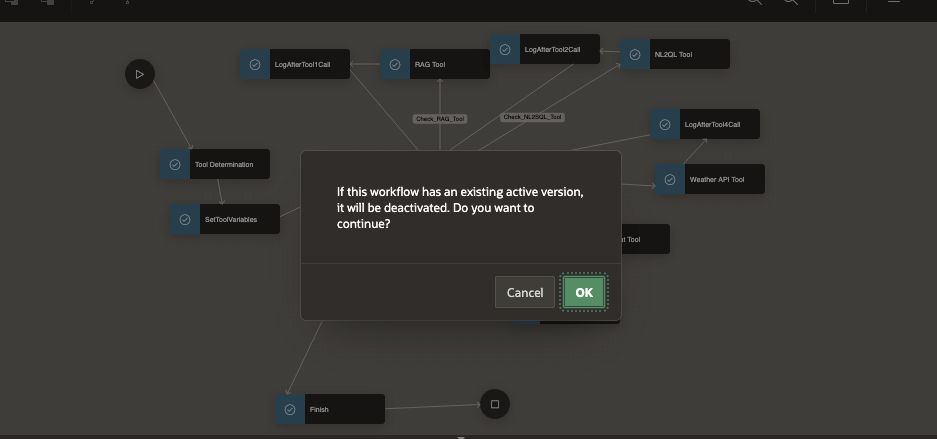 LogAfterTool1Call
RAG Tool
LogAfterTool2Call
NL2QL Tool
Check_RAG_Tool
Check_NL2SQL_Tool
LogAfterTool4Call
Tool Determination
Weather API Tool
SetToolVariables
Tool
If this workflow has an existing active version,
it will be deactivated. Do you want to
continue?
Cancel
OK
Finish